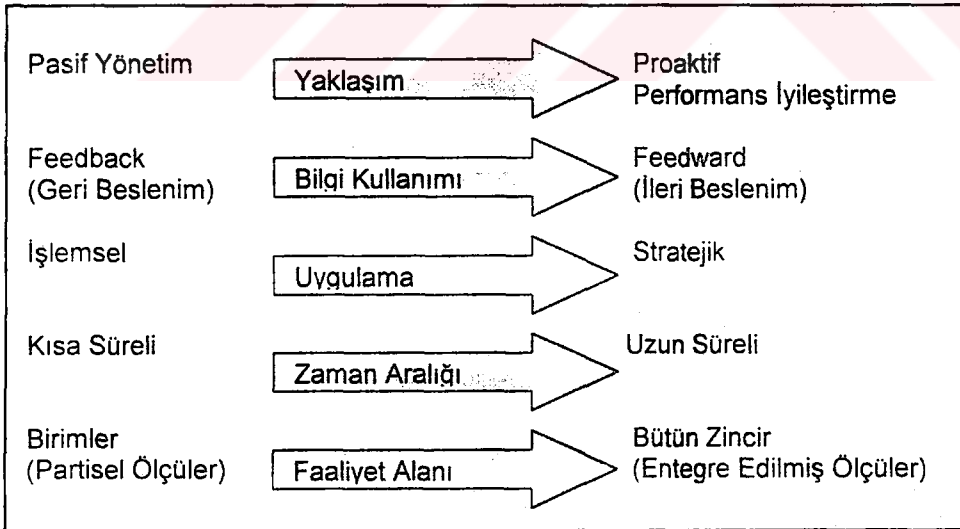 Pasif Yönetim
Yaklaşım
Proaktif
Performans İyileştirme
Feedback
(Geri Beslenim)
Bilgi Kullanımı
Feedward
(İleri Beslenim)
İşlemsel
Uygulama
Stratejik
Kısa Süreli
Zaman Aralığı
Uzun Süreli
Birimler
(Partisel Ölçüler)
Faaliyet Alanı
Bütün Zincir
(Entegre Edilmiş Ölçüler)